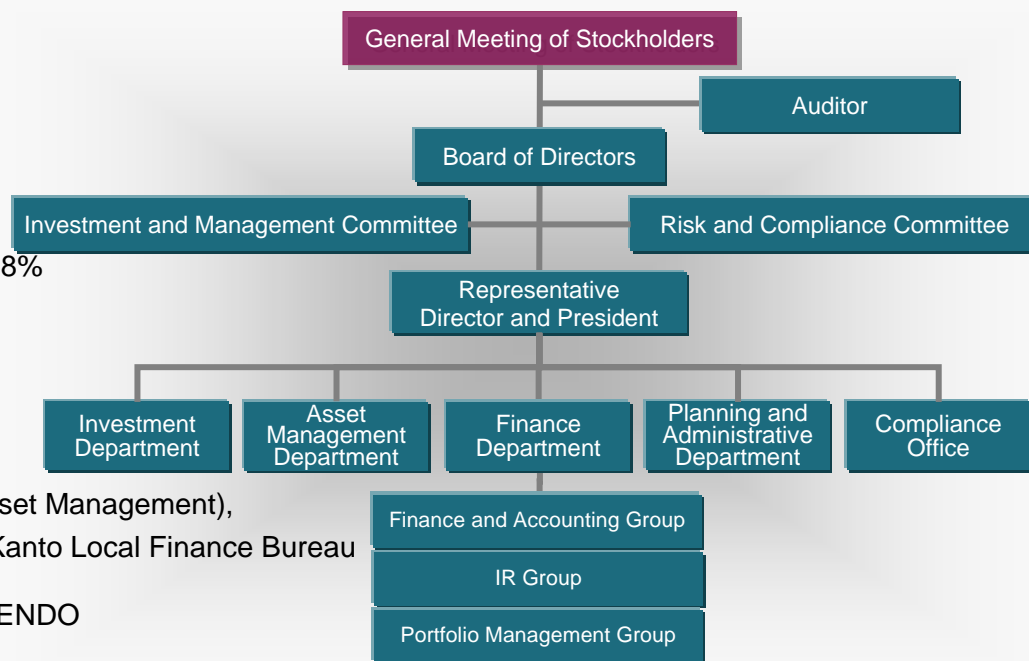 General Meeting of Stockholders
Auditor
Board of Directors
Investment and Management Committee
Risk and Compliance Committee
8%
Representative
Director and President
Investment
Department
Asset
Management
Department
Finance
Department
Planning and
Administrative
Department
Compliance
Office
set Management),
Finance and Accounting Group
Kanto Local Finance Bureau
IR Group
ENDO
Portfolio Management Group